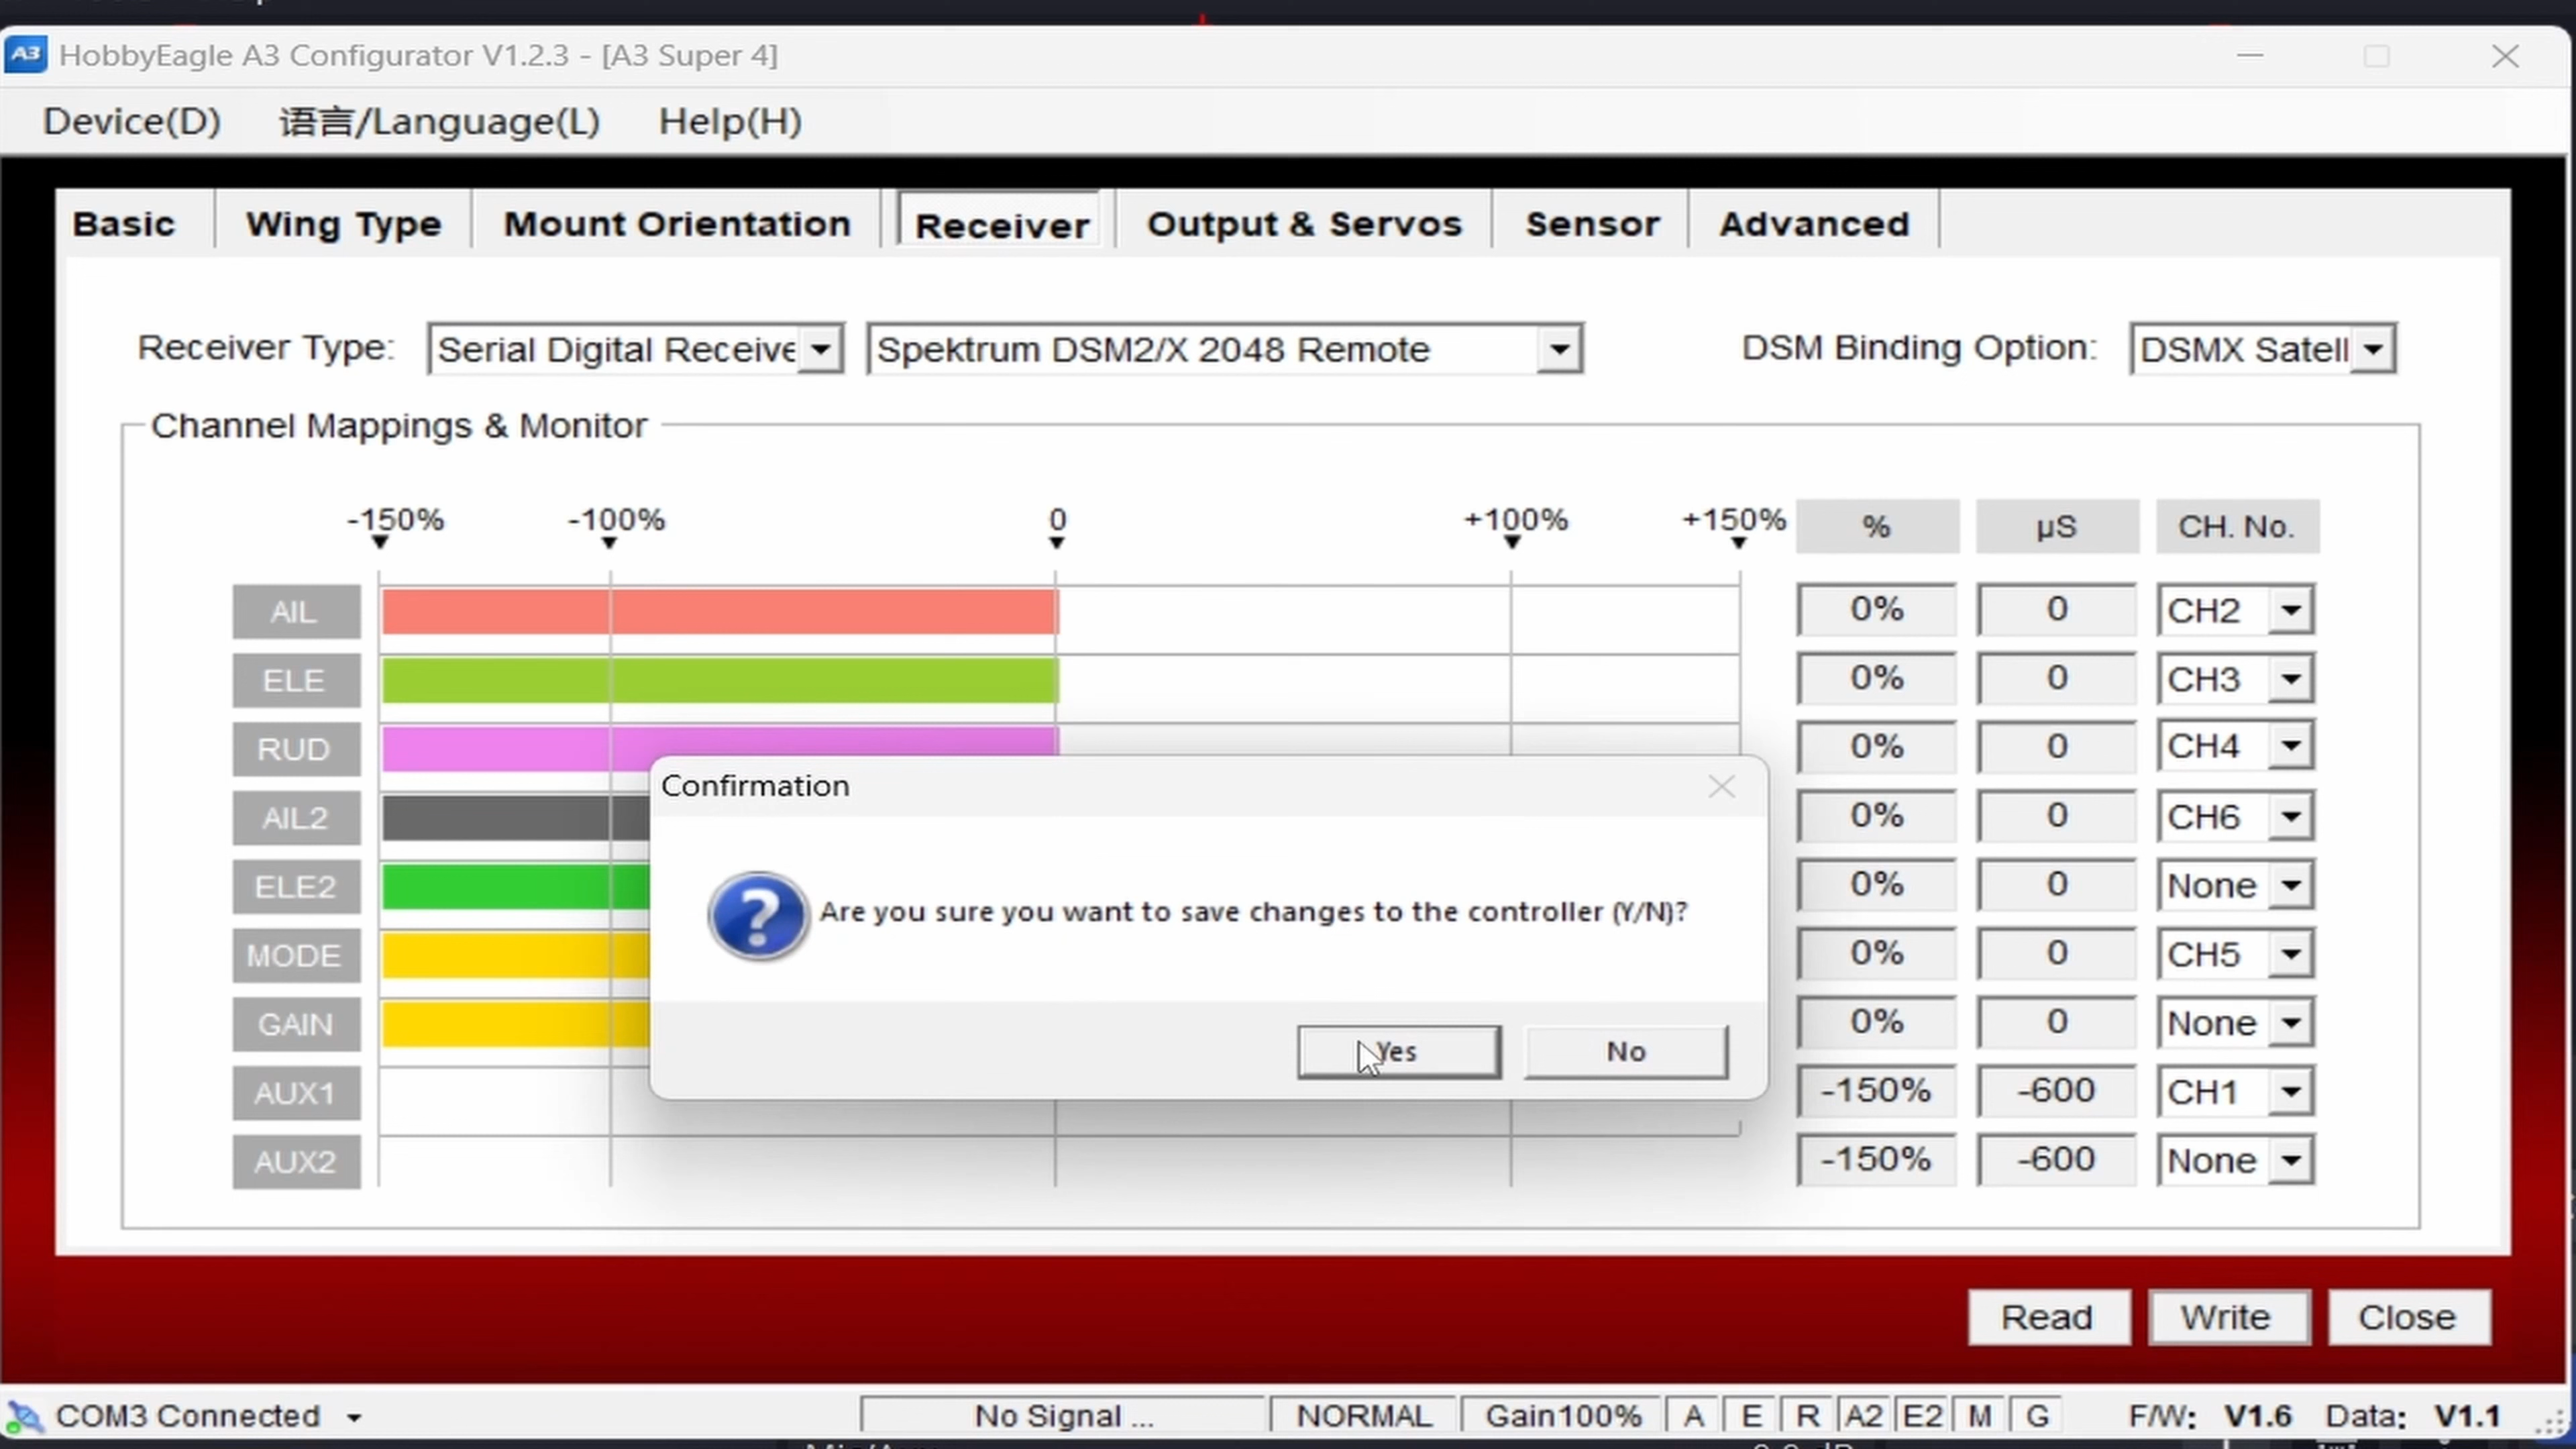 A3 HobbyEagle A3 Configurator V1.2.3 - [A3 Super 4]
Device(D) 语言/Language(L) Help(H)
Basic Wing Type Mount Orientation Receiver Output & Servos Sensor Advanced
Receiver Type: Serial Digital Receive Spektrum DSM2/X 2048 Remote DSM Binding Option: DSMX Satell
Channel Mappings & Monitor
-150% -100% 0 +100% +150% % µS CH. No.
AIL 0% 0 CH2
ELE 0% 0 CH3
RUD 0% 0 CH4
AIL2 0% 0 CH6
ELE2 0% 0 None
MODE 0% 0 CH5
GAIN 0% 0 None
AUX1 -150% -600 CH1
AUX2 -150% -600 None
Confirmation
? Are you sure you want to save changes to the controller (Y/N)?
Yes No
Read Write Close
COM3 Connected No Signal ... NORMAL Gain100% A E R A2 E2 M G F/W: V1.6 Data: V1.1